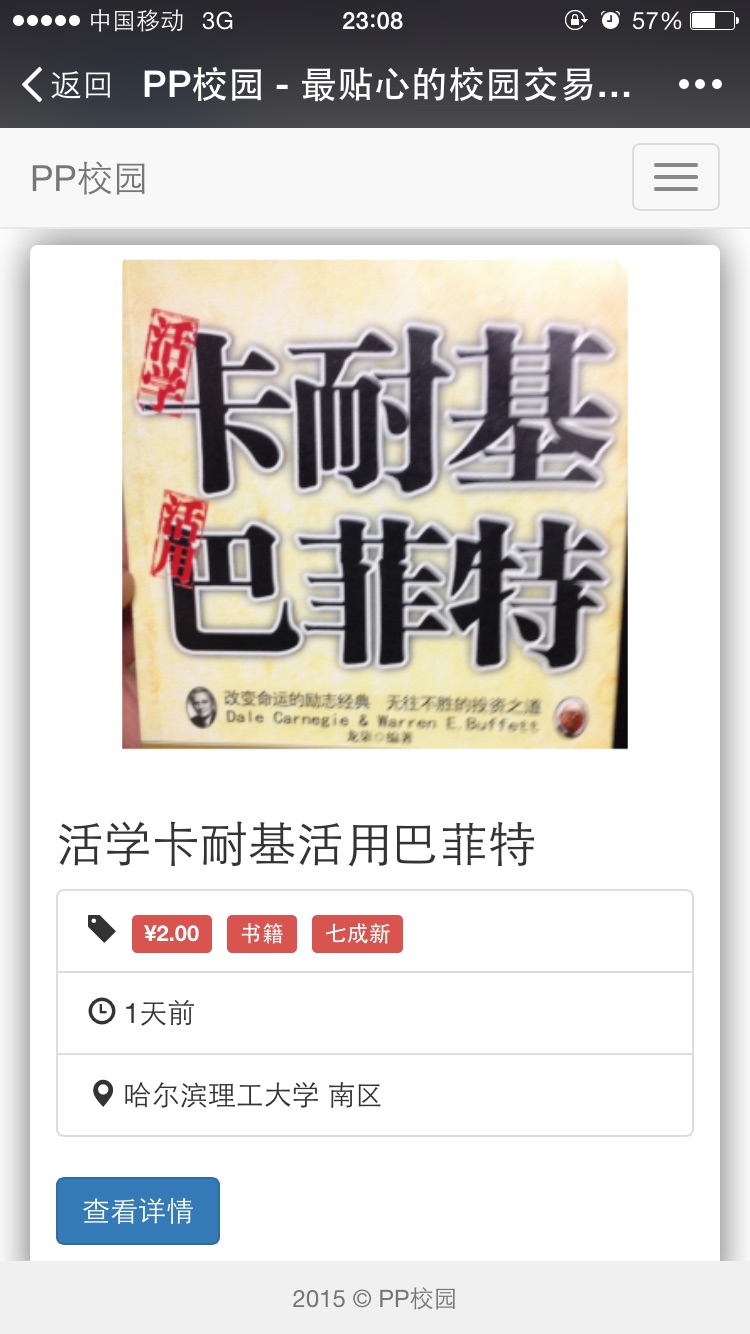 中国移动 3G 23:08 57%
返回 PP校园 - 最贴心的校园交易...
PP校园
活学
卡耐基
活用
巴菲特
改变命运的励志经典 无往不胜的投资之道
Dale Carnegie & Warren E.Buffett
编著
活学卡耐基活用巴菲特
¥2.00 书籍 七成新
1天前
哈尔滨理工大学 南区
查看详情
2015 © PP校园